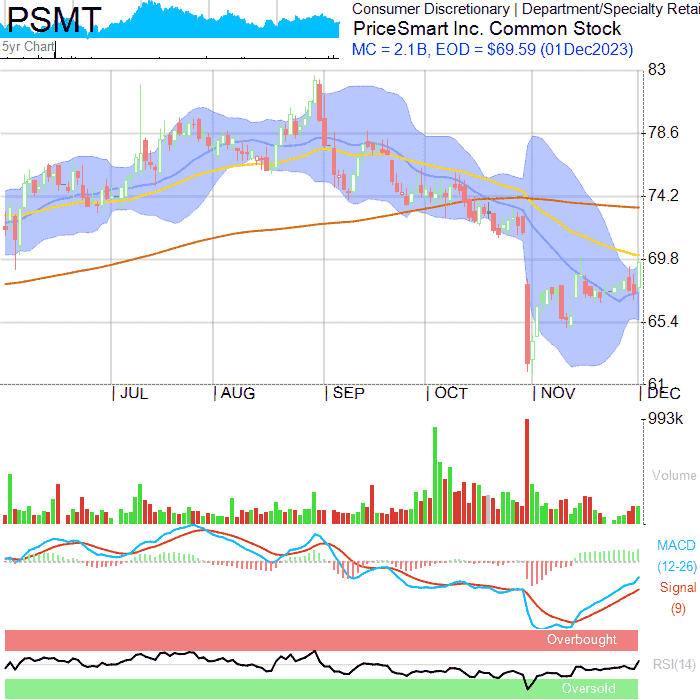 PSMT
5yr Chart
Consumer Discretionary | Department/Specialty Retai
PriceSmart Inc. Common Stock
MC = 2.1B, EOD = $69.59 (01Dec2023)
83
78.6
74.2
69.8
65.4
61
JUL
AUG
SEP
OCT
NOV
DEC
993k
Volume
MACD
(12-26)
Signal
(9)
Overbought
RSI(14)
Oversold